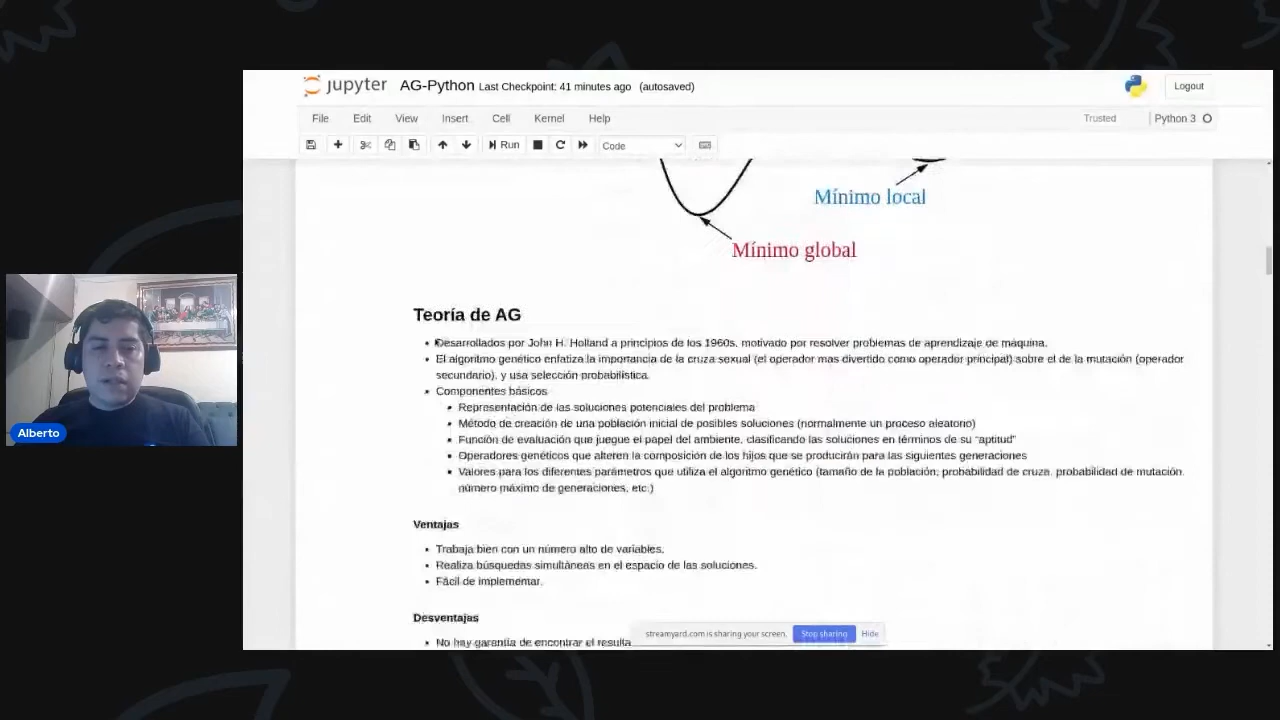 jupyter AG-Python Last Checkpoint: 41 minutes ago (autosaved) Logout
File Edit View Insert Cell Kernel Help Trusted Python 3
Run Code
Mínimo local
Mínimo global
Teoría de AG
Desarrollados por John H. Holland a principios de los 1960s, motivado por resolver problemas de aprendizaje de máquina.
El algoritmo genético enfatiza la importancia de la cruza sexual (el operador mas divertido como operador principal) sobre el de la mutación (operador
secundario), y usa selección probabilística.
Componentes básicos
Representación de las soluciones potenciales del problema
Método de creación de una población inicial de posibles soluciones (normalmente un proceso aleatorio)
Función de evaluación que juegue el papel del ambiente, clasificando las soluciones en términos de su "aptitud"
Operadores genéticos que alteren la composición de los hijos que se producirán para las siguientes generaciones
Valores para los diferentes parámetros que utiliza el algoritmo genético (tamaño de la población, probabilidad de cruza, probabilidad de mutación,
número máximo de generaciones, etc.)
Ventajas
Trabaja bien con un número alto de variables.
Realiza búsquedas simultáneas en el espacio de las soluciones.
Fácil de implementar.
Desventajas
No hay garantía de encontrar el resulta
streamyard.com is sharing your screen. Stop sharing Hide
Alberto